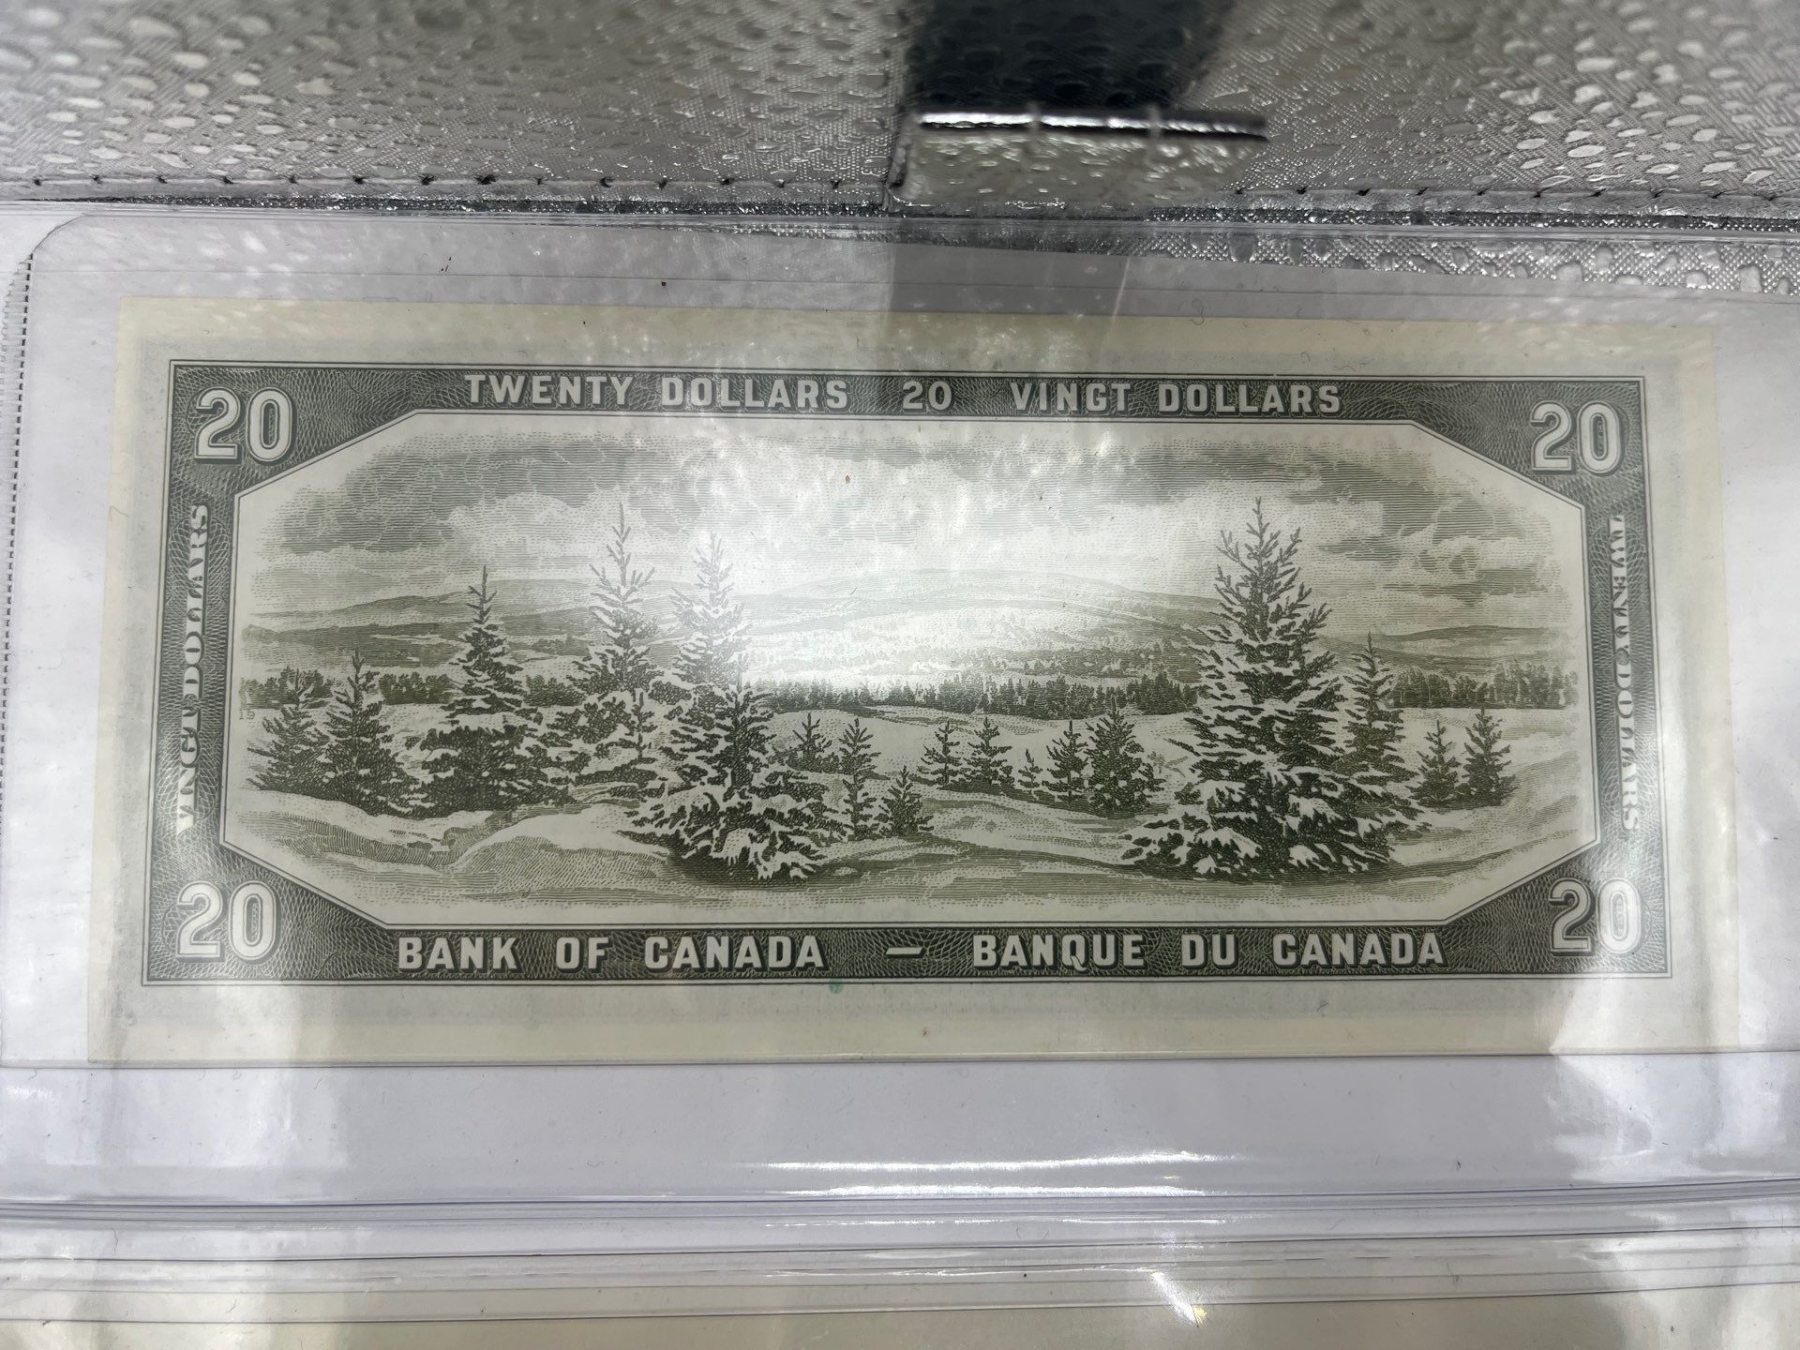 TWENTY DOLLARS 20 VINGT DOLLARS
20
20
VINGT DOLLARS
TWENTY DOLLARS
20
20
BANK OF CANADA — BANQUE DU CANADA